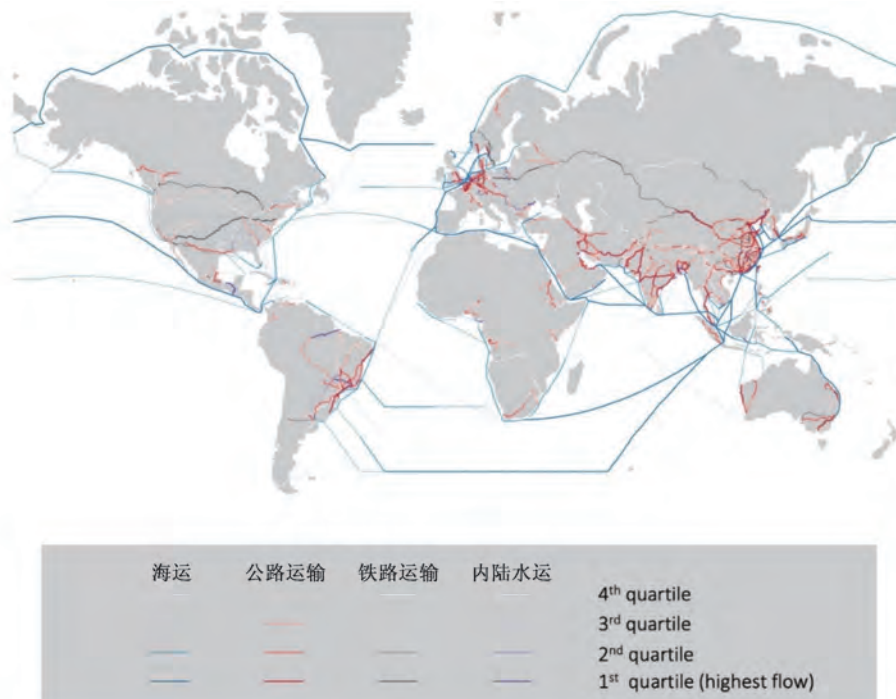 海运 公路运输 铁路运输 内陆水运
4th quartile
3rd quartile
2nd quartile
1st quartile (highest flow)